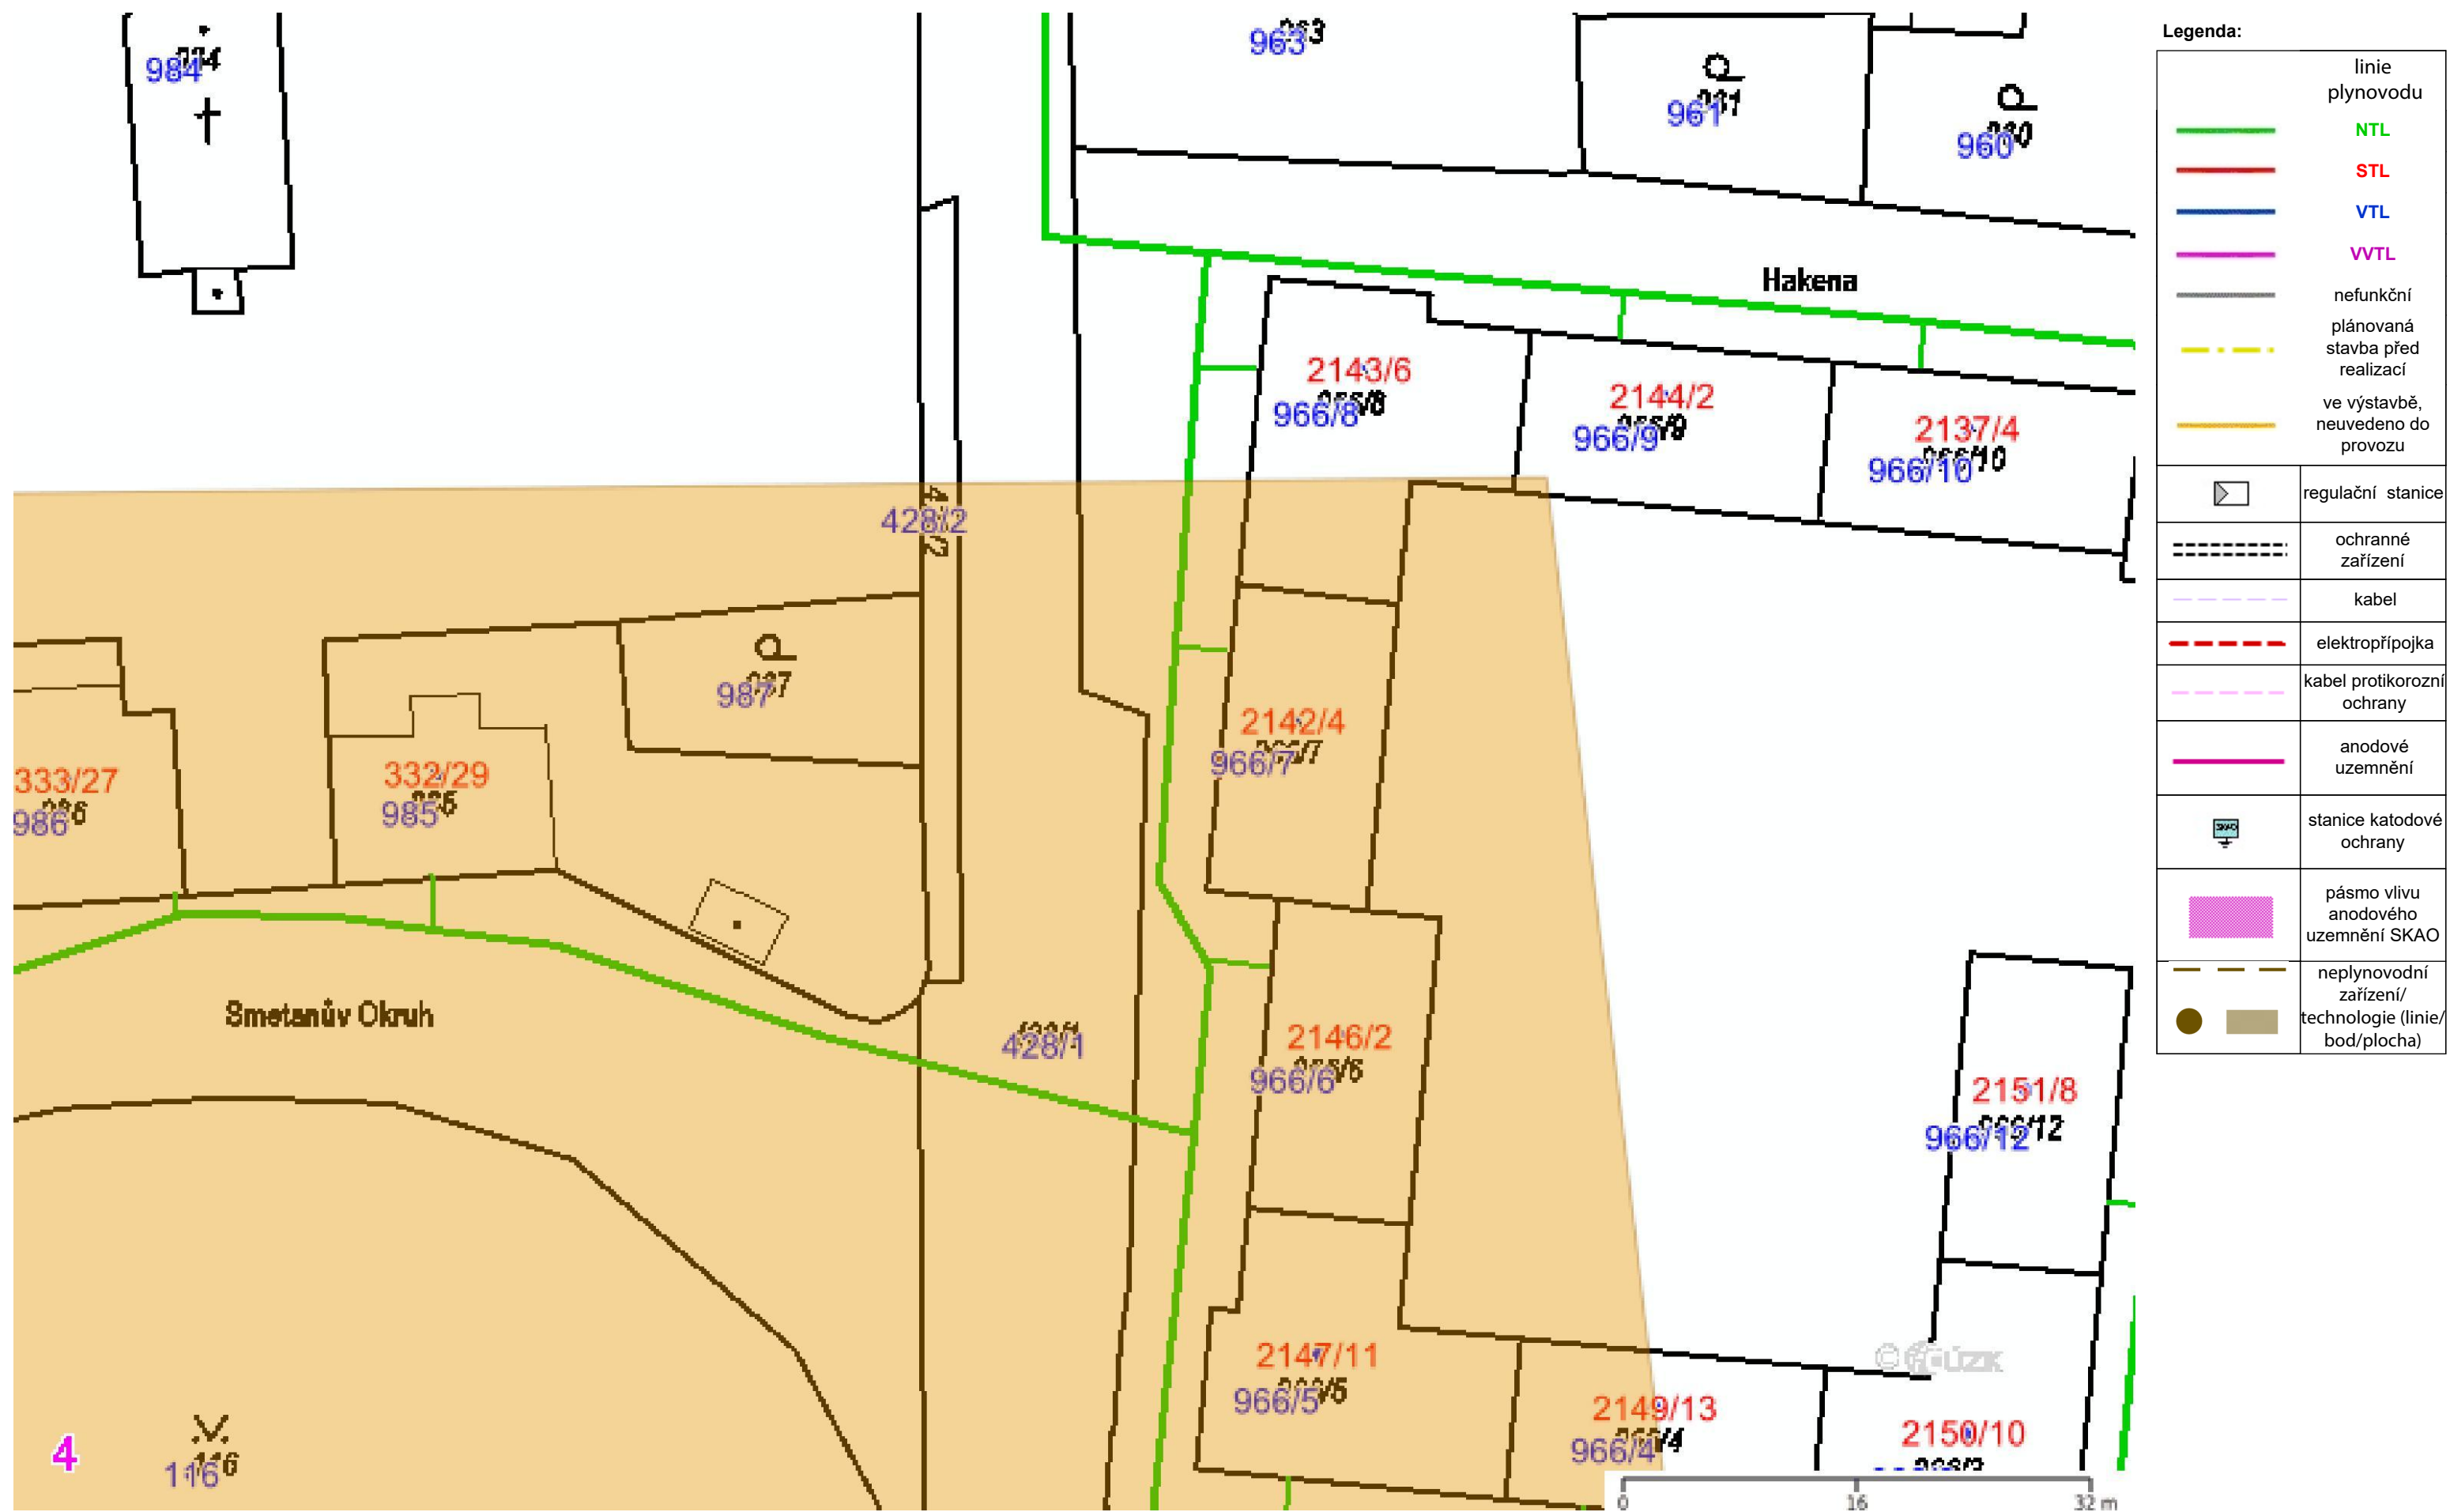 963
984
961
960
Hakena
2143/6
966/8
2144/2
966/9
2137/4
966/10
428/2
987
2142/4
966/7
333/27
986
332/29
985
Smetanův Okruh
428/1
2146/2
966/6
2151/8
966/12
2147/11
966/5
2149/13
966/4
2150/10
4
116
© ČÚZK
0 16 32 m
Legenda:
linie
plynovodu
NTL
STL
VTL
VVTL
nefunkční
plánovaná
stavba před
realizací
ve výstavbě,
neuvedeno do
provozu
regulační stanice
ochranné
zařízení
kabel
elektropřípojka
kabel protikorozní
ochrany
anodové
uzemnění
SKAO
stanice katodové
ochrany
pásmo vlivu
anodového
uzemnění SKAO
neplynovodní
zařízení/
technologie (linie/
bod/plocha)